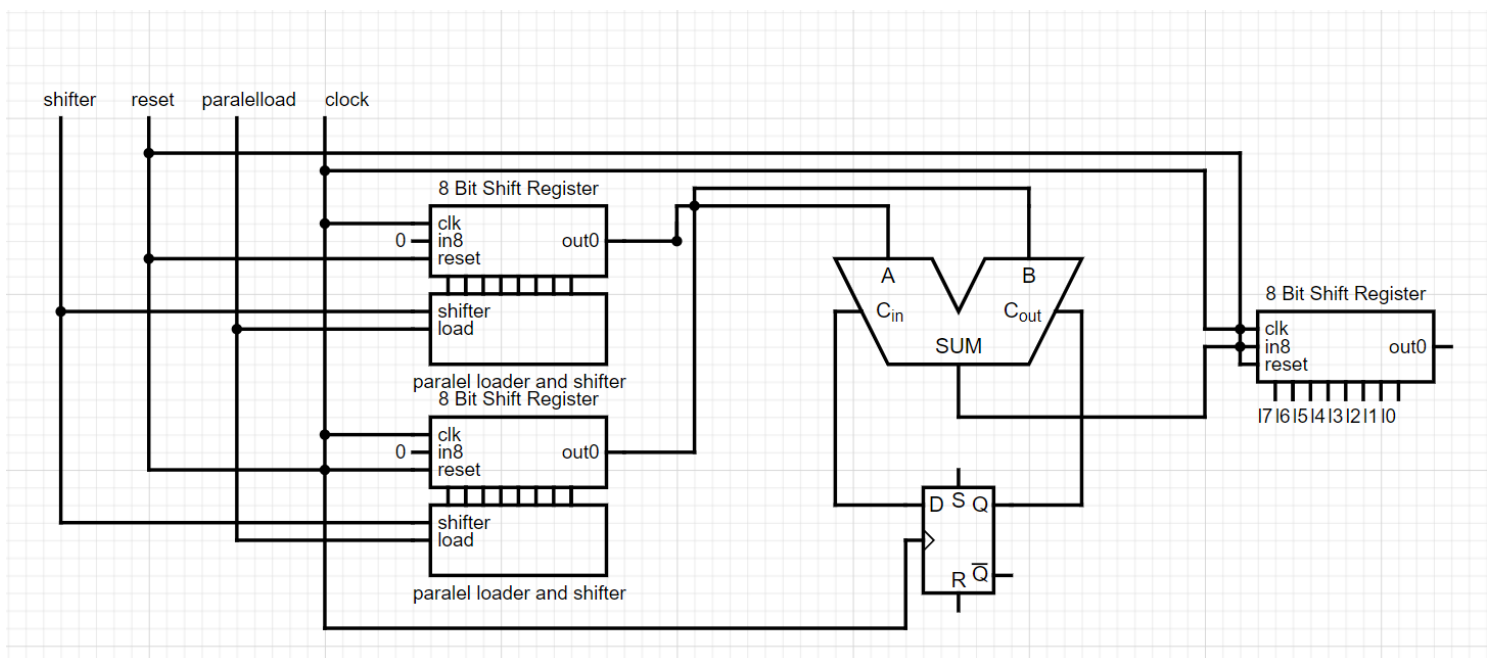 shifter reset paralelload clock
8 Bit Shift Register
clk
0 in8 out0
reset
shifter
load
paralel loader and shifter
8 Bit Shift Register
clk
0 in8 out0
reset
shifter
load
paralel loader and shifter
A B
Cin Cout
SUM
D S Q
R Q
8 Bit Shift Register
clk
in8 out0
reset
I7 I6 I5 I4 I3 I2 I1 I0